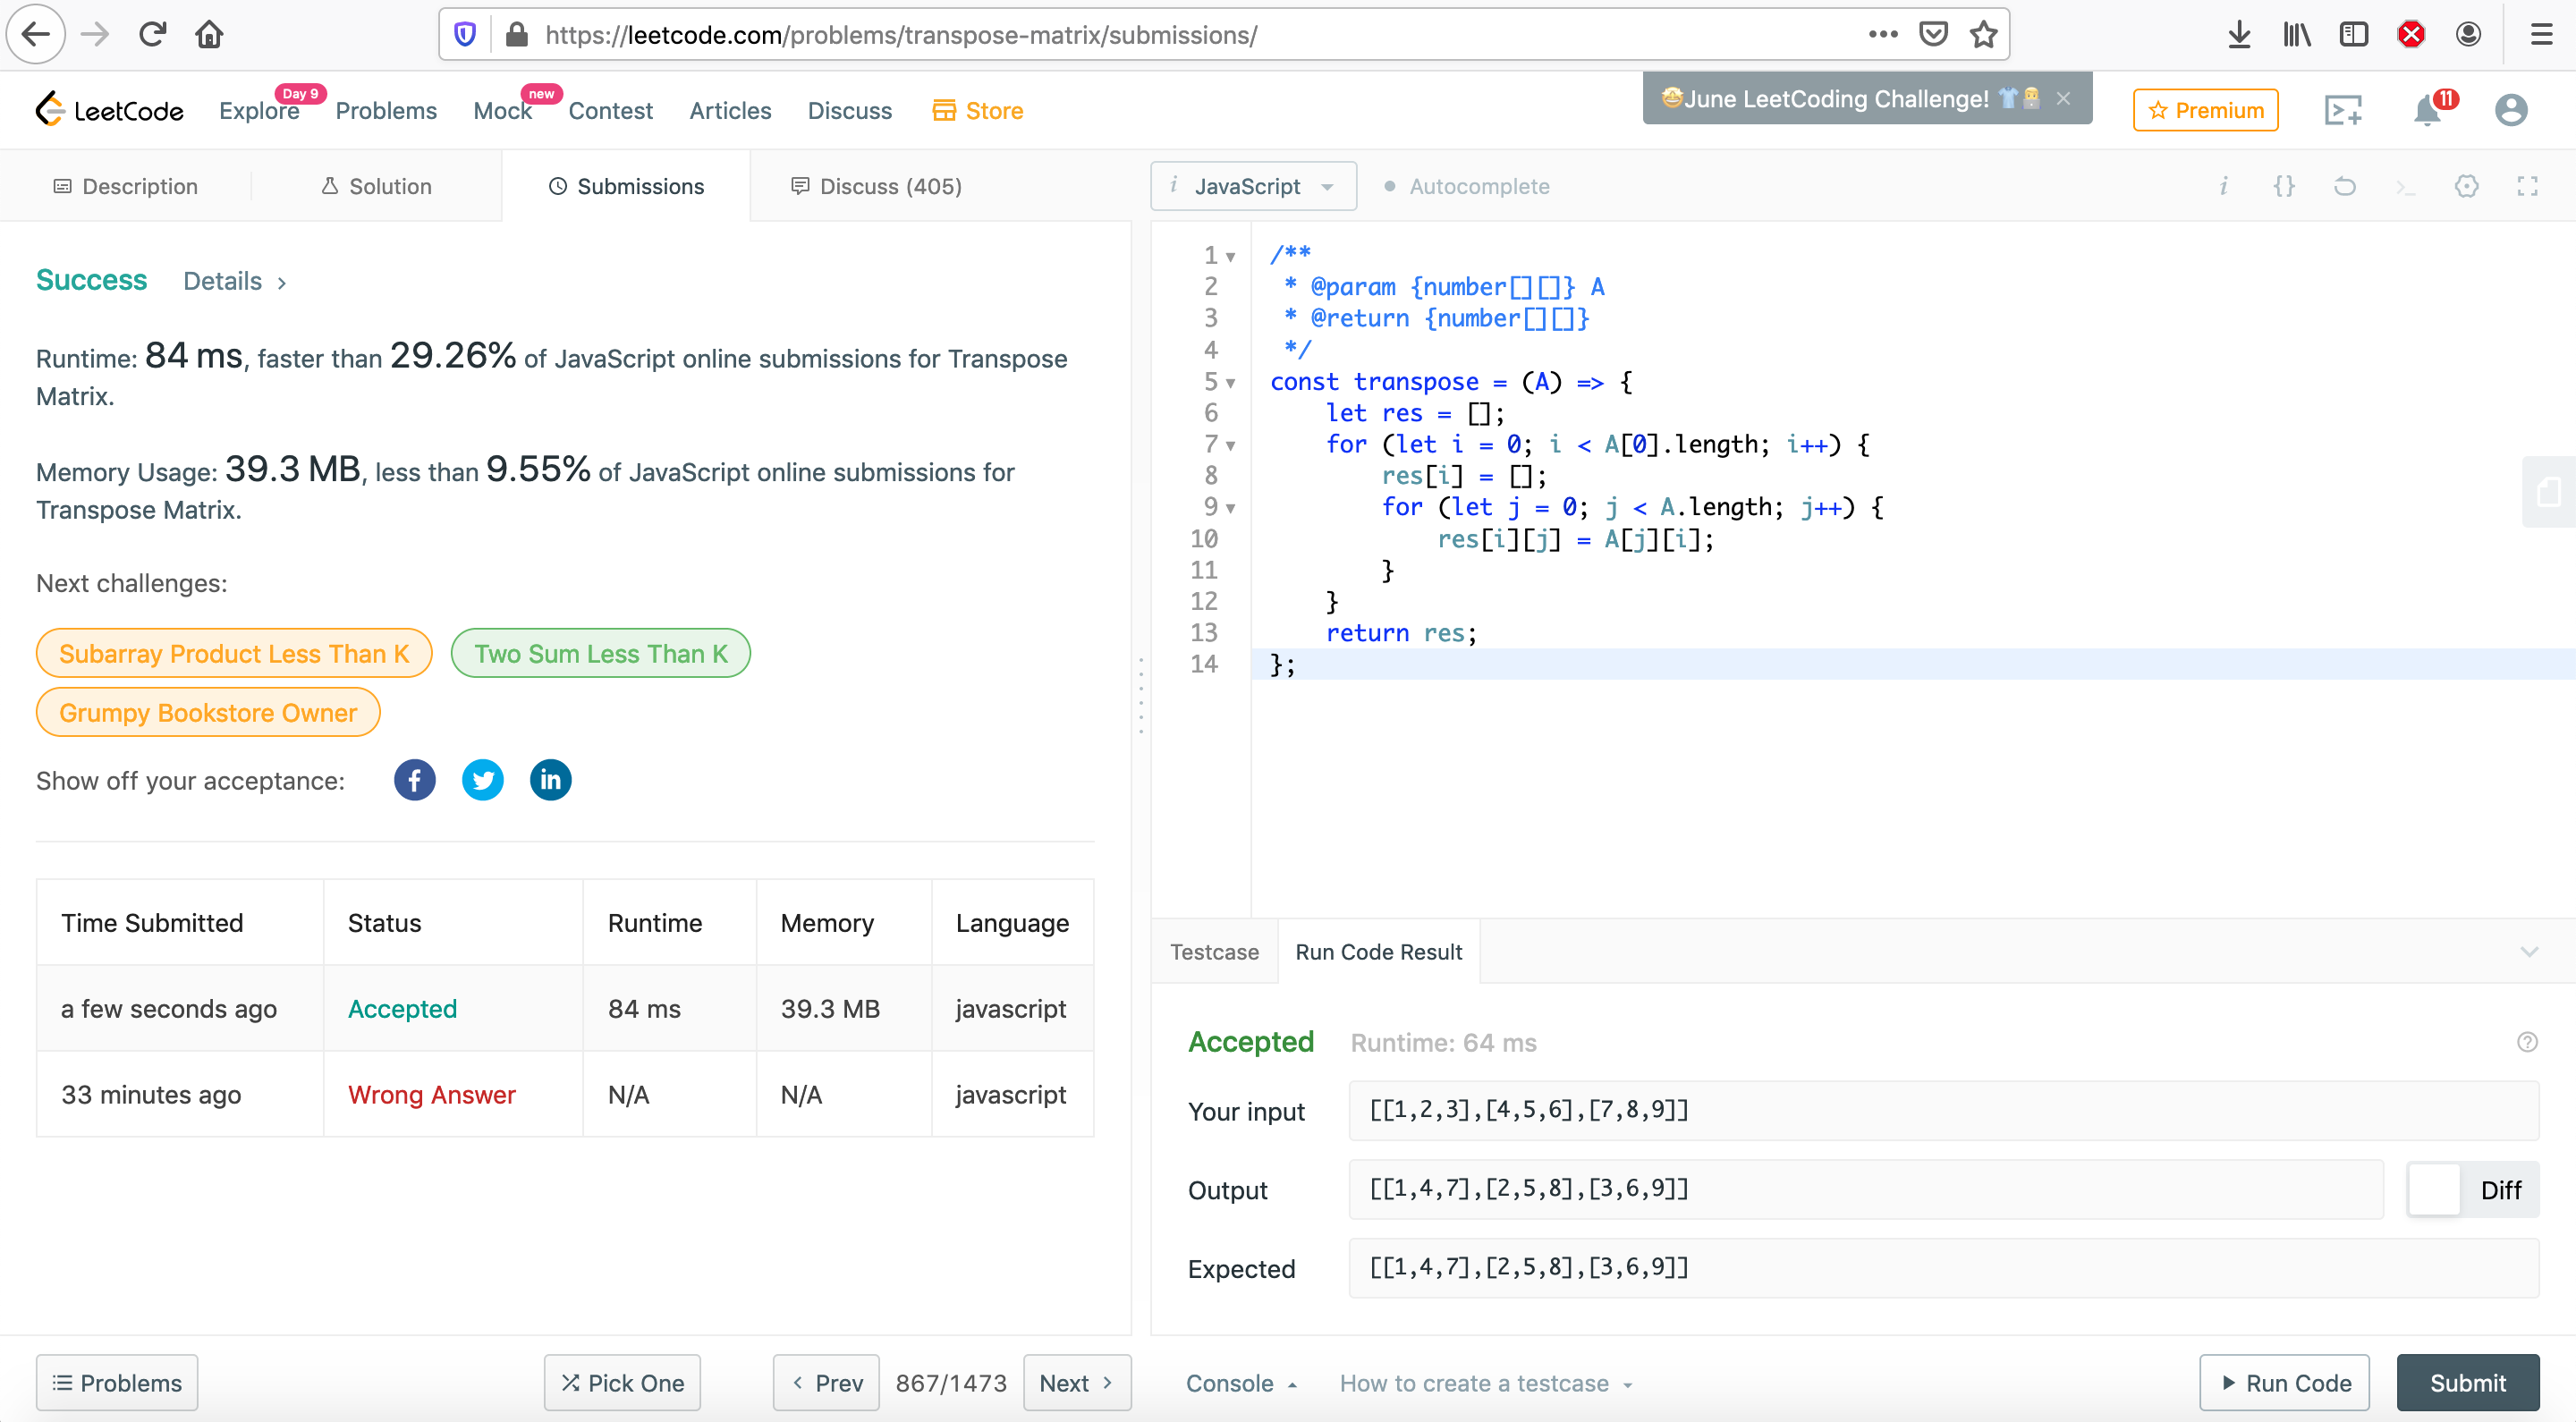 https://leetcode.com/problems/transpose-matrix/submissions/
LeetCode
Explore
Day 9
Problems
Mock
new
Contest
Articles
Discuss
Store
June LeetCoding Challenge!
Premium
11
Description
Solution
Submissions
Discuss (405)
i JavaScript
Autocomplete
Success Details >
Runtime: 84 ms, faster than 29.26% of JavaScript online submissions for Transpose
Matrix.
Memory Usage: 39.3 MB, less than 9.55% of JavaScript online submissions for
Transpose Matrix.
Next challenges:
Subarray Product Less Than K
Two Sum Less Than K
Grumpy Bookstore Owner
Show off your acceptance:
Time Submitted Status Runtime Memory Language
a few seconds ago Accepted 84 ms 39.3 MB javascript
33 minutes ago Wrong Answer N/A N/A javascript
1 /**
2  * @param {number[][]} A
3  * @return {number[][]}
4  */
5 const transpose = (A) => {
6     let res = [];
7     for (let i = 0; i < A[0].length; i++) {
8         res[i] = [];
9         for (let j = 0; j < A.length; j++) {
10             res[i][j] = A[j][i];
11         }
12     }
13     return res;
14 };
Testcase
Run Code Result
Accepted Runtime: 64 ms
Your input [[1,2,3],[4,5,6],[7,8,9]]
Output [[1,4,7],[2,5,8],[3,6,9]]
Diff
Expected [[1,4,7],[2,5,8],[3,6,9]]
Problems
Pick One
Prev
867/1473
Next
Console
How to create a testcase
Run Code
Submit